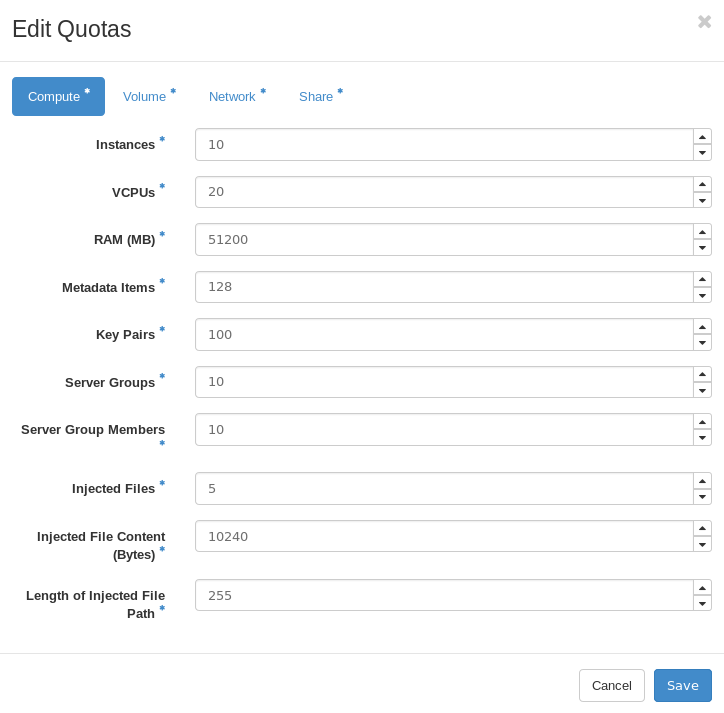 Edit Quotas
Compute * Volume * Network * Share *
Instances * 10
VCPUs * 20
RAM (MB) * 51200
Metadata Items * 128
Key Pairs * 100
Server Groups * 10
Server Group Members * 10
Injected Files * 5
Injected File Content 10240
(Bytes) *
Length of Injected File 255
Path *
Cancel Save